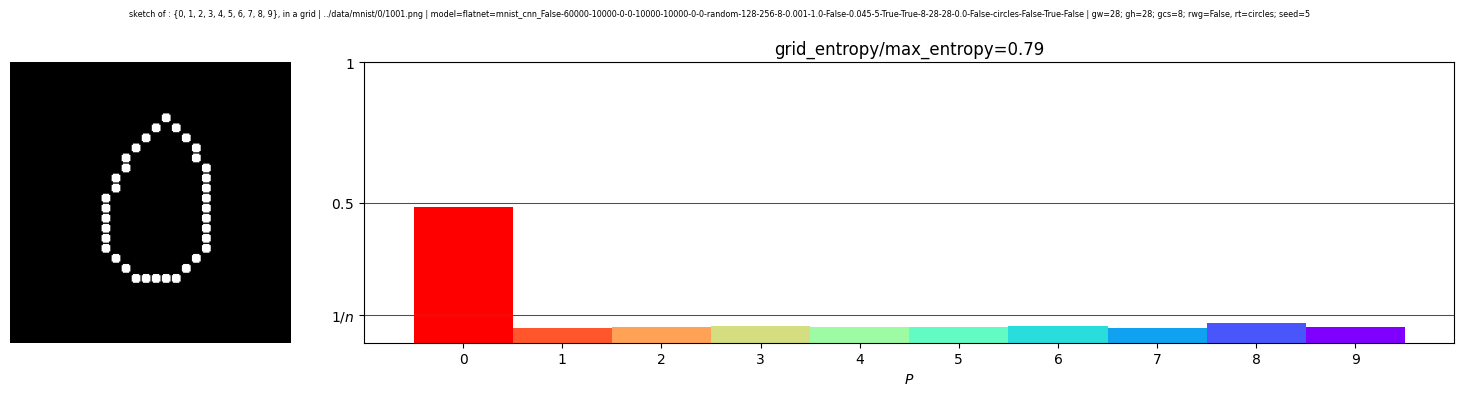 sketch of : {0, 1, 2, 3, 4, 5, 6, 7, 8, 9}, in a grid | ../data/mnist/0/1001.png | model=flatnet=mnist_cnn_False-60000-10000-0-0-10000-10000-0-0-random-128-256-8-0.001-1.0-False-0.045-5-True-True-8-28-28-0.0-False-circles-False-True-False | gw=28; gh=28; gcs=8; rwg=False, rt=circles; seed=5
grid_entropy/max_entropy=0.79
1
0.5
1/n
0 1 2 3 4 5 6 7 8 9
P